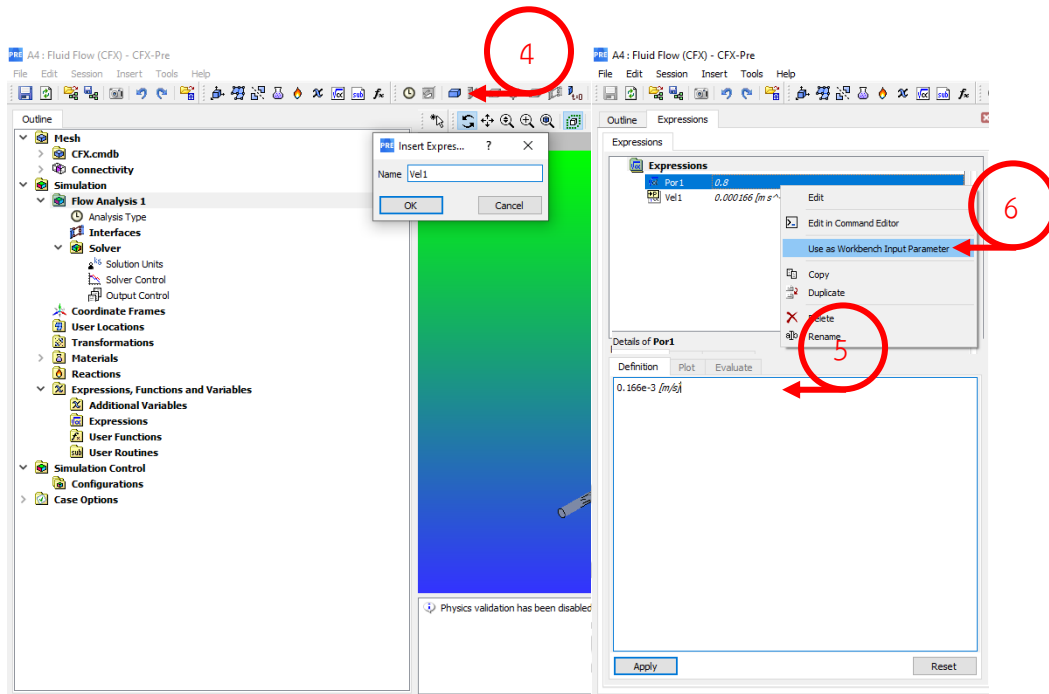 4
A4 : Fluid Flow (CFX) - CFX-Pre
File Edit Session Insert Tools Help
Outline
Mesh
CFX.cmdb
Connectivity
Simulation
Flow Analysis 1
Analysis Type
Interfaces
Solver
Solution Units
Solver Control
Output Control
Coordinate Frames
User Locations
Transformations
Materials
Reactions
Expressions, Functions and Variables
Additional Variables
Expressions
User Functions
User Routines
Simulation Control
Configurations
Case Options
Insert Expres... ? X
Name Vel1
OK Cancel
Physics validation has been disabled
A4 : Fluid Flow (CFX) - CFX-Pre
File Edit Session Insert Tools Help
Outline Expressions
Expressions
Expressions
Por1 0.8
Vel1 0.000166 [m s^-
Edit
Edit in Command Editor
Use as Workbench Input Parameter
Copy
Duplicate
Delete
Rename
6
5
Details of Por1
Definition Plot Evaluate
0.166e-3 [m/s]
Apply Reset